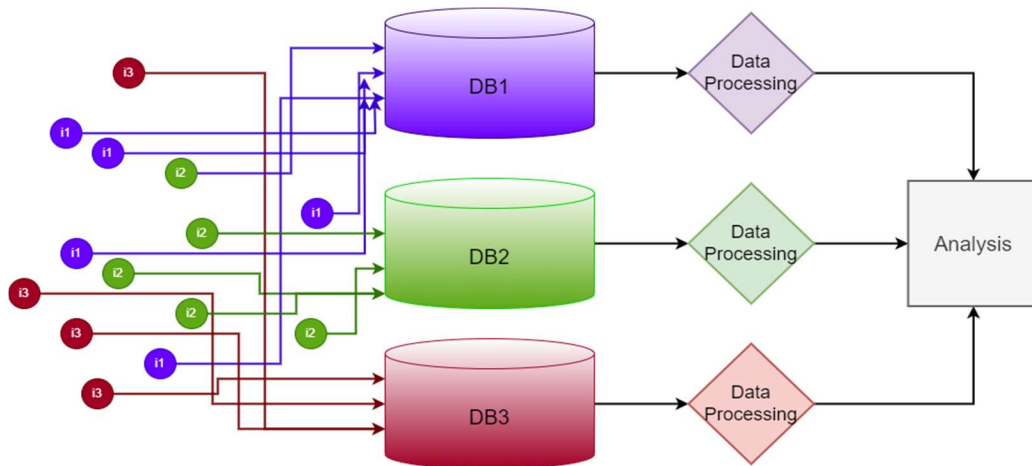 i3
i1
i1
i2
i1
i2
i1
i2
i3
i2
i3
i2
i1
i3
DB1
DB2
DB3
Data
Processing
Data
Processing
Data
Processing
Analysis